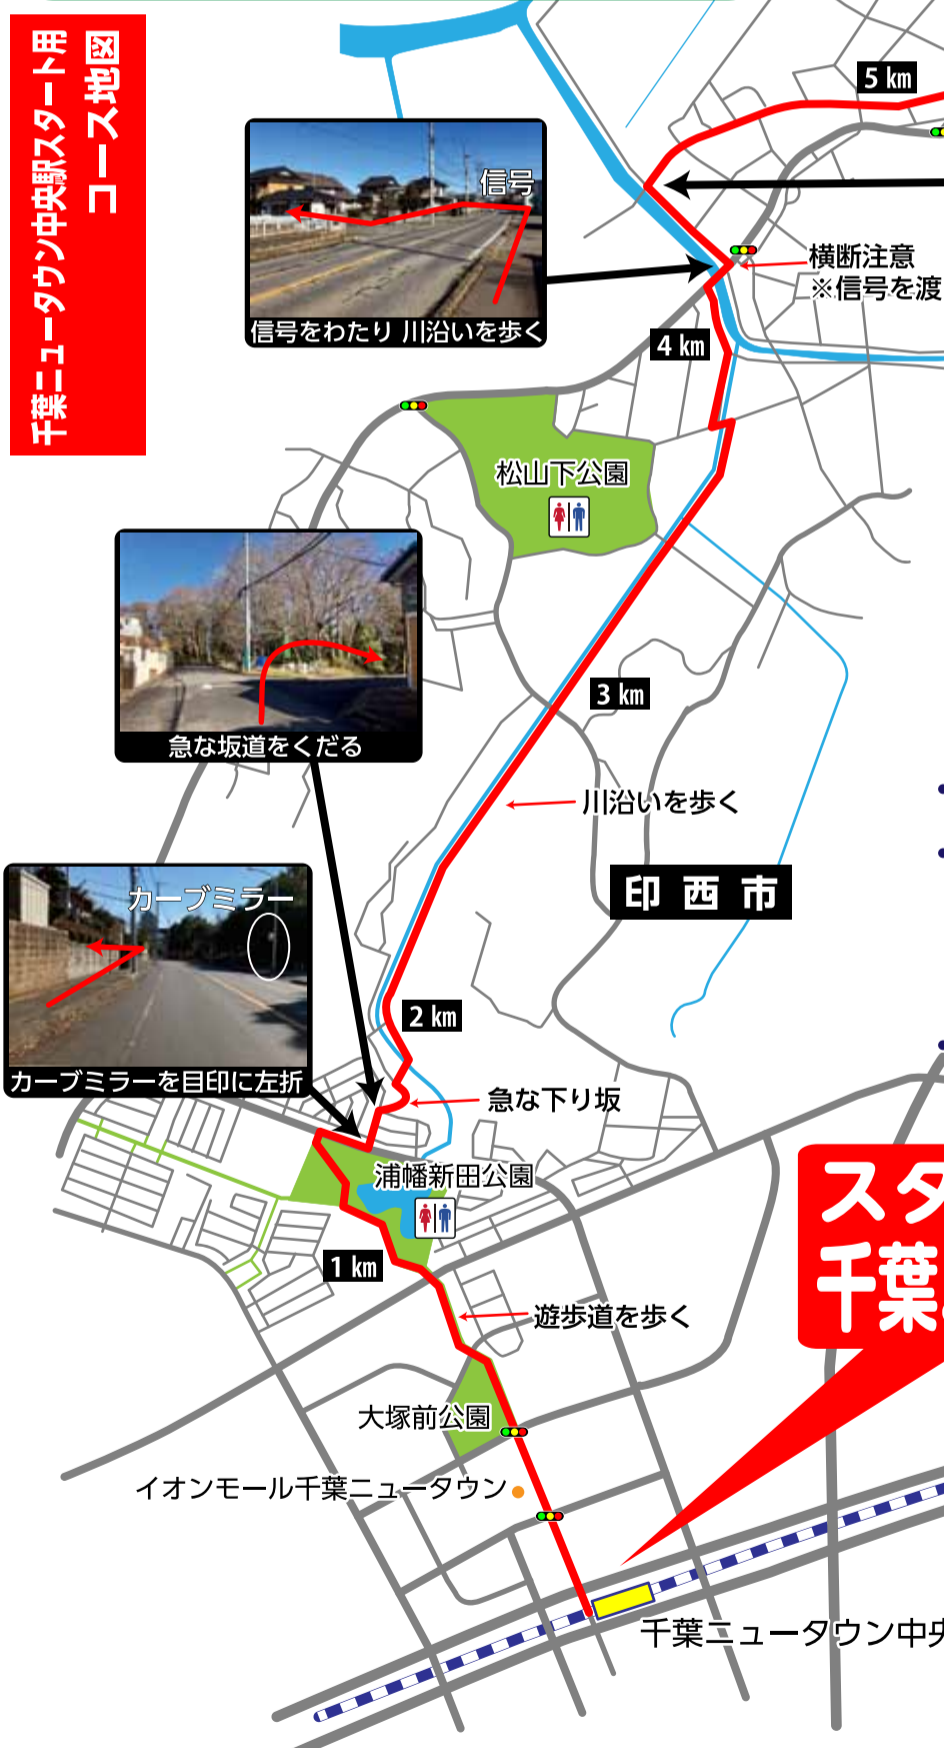 千葉ニュータウン中央駅スタート用
コース地図
5 km
信号
信号をわたり 川沿いを歩く
横断注意
※信号を渡
4 km
松山下公園
急な坂道をくだる
3 km
川沿いを歩く
印西市
カーブミラー
カーブミラーを目印に左折
2 km
急な下り坂
浦幡新田公園
1 km
遊歩道を歩く
スタ
千葉
大塚前公園
イオンモール千葉ニュータウン
千葉ニュータウン中央